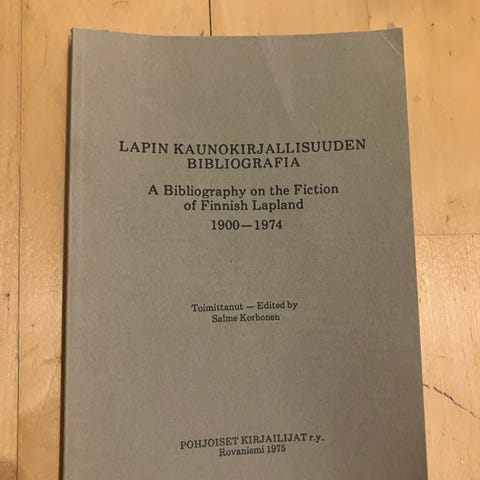 LAPIN KAUNOKIRJALLISUUDEN
BIBLIOGRAFIA
A Bibliography on the Fiction
of Finnish Lapland
1900—1974
Toimittanut — Edited by
Salme Korhonen
POHJOISET KIRJAILIJAT r.y.
Rovaniemi 1975